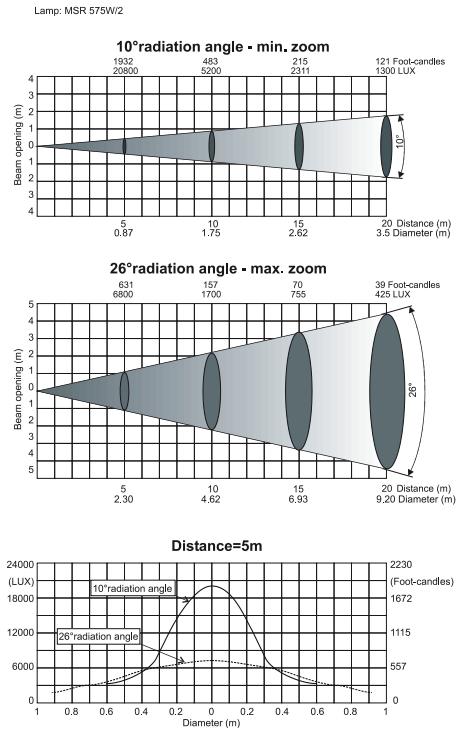 Lamp: MSR 575W/2
10°radiation angle - min. zoom
1932 483 215 121 Foot-candles
20800 5200 2311 1300 LUX
4
3
2
1
0
1
2
3
4
Beam opening (m)
10°
5 10 15 20 Distance (m)
0.87 1.75 2.62 3.5 Diameter (m)
26°radiation angle - max. zoom
631 157 70 39 Foot-candles
6800 1700 755 425 LUX
5
4
3
2
1
0
1
2
3
4
5
Beam opening (m)
26°
5 10 15 20 Distance (m)
2.30 4.62 6.93 9.20 Diameter (m)
Distance=5m
24000 2230
(LUX) (Foot-candles)
10°radiation angle
18000 1672
12000 1115
26°radiation angle
6000 557
0 0
1 0.8 0.6 0.4 0.2 0 0.2 0.4 0.6 0.8 1
Diameter (m)